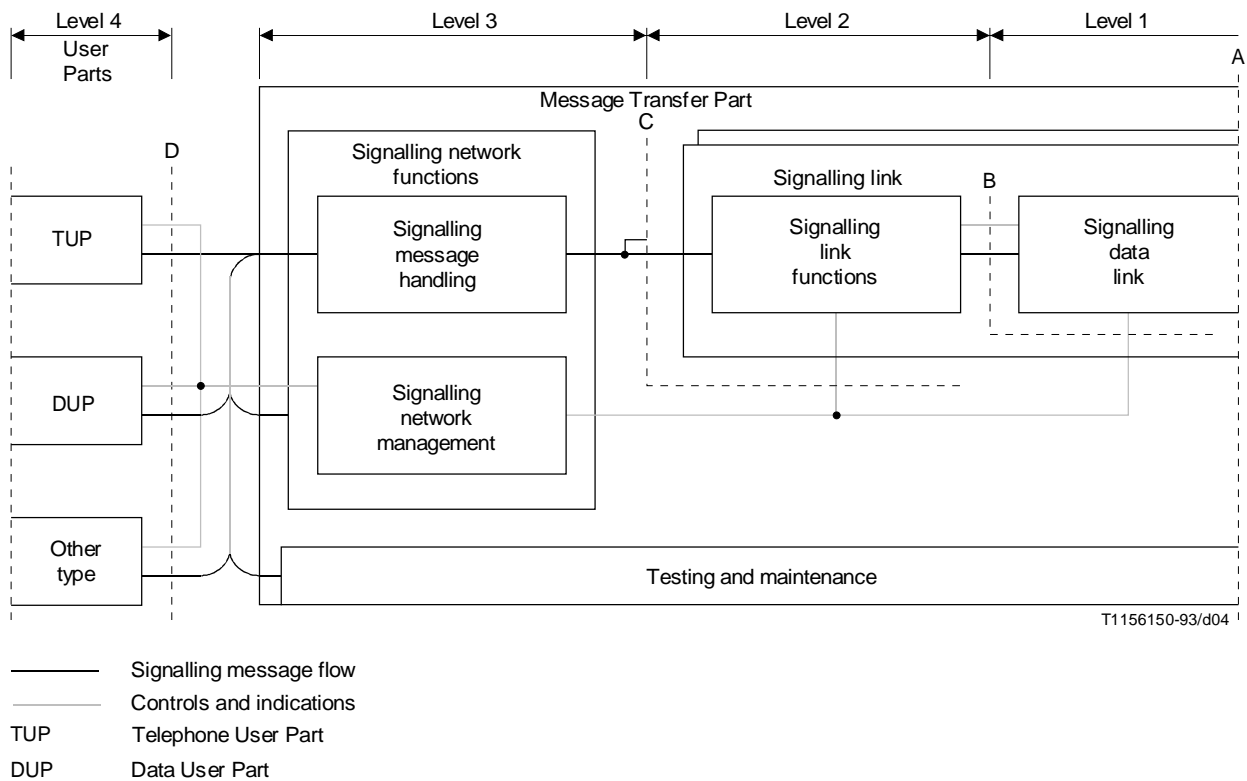 Level 4
Level 3
Level 2
Level 1
User
Parts
A
Message Transfer Part
C
D
Signalling network
functions
Signalling link
B
TUP
Signalling
message
handling
Signalling
link
functions
Signalling
data
link
DUP
Signalling
network
management
Other
type
Testing and maintenance
T1156150-93/d04
Signalling message flow
Controls and indications
TUP Telephone User Part
DUP Data User Part